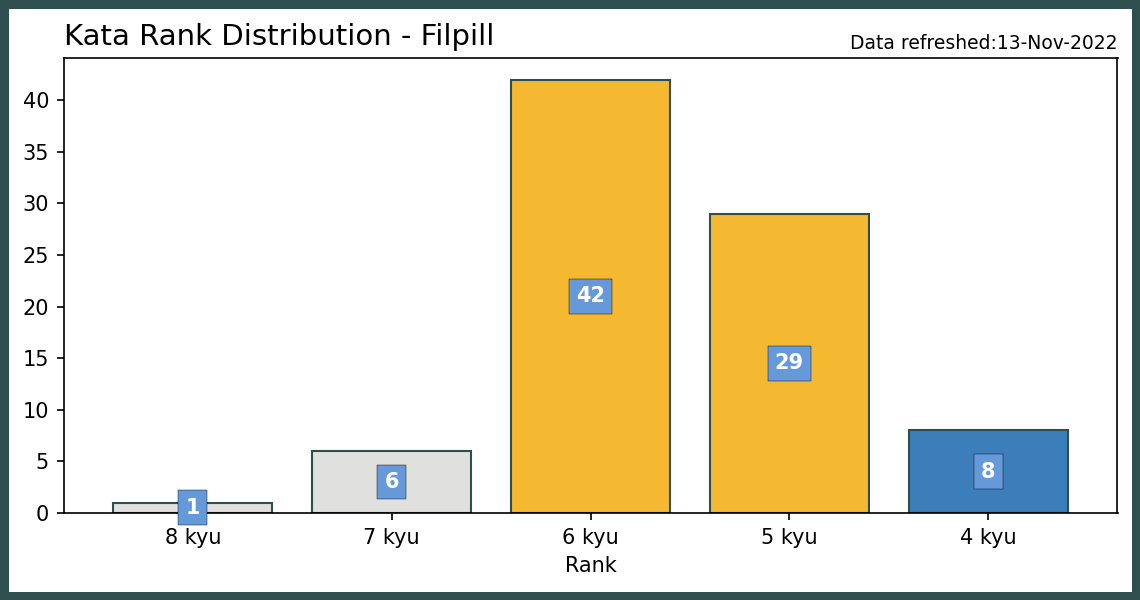 Kata Rank Distribution - Filpill
Data refreshed:13-Nov-2022
40
35
30
25
20
15
10
5
0
1
6
42
29
8
8 kyu
7 kyu
6 kyu
5 kyu
4 kyu
Rank